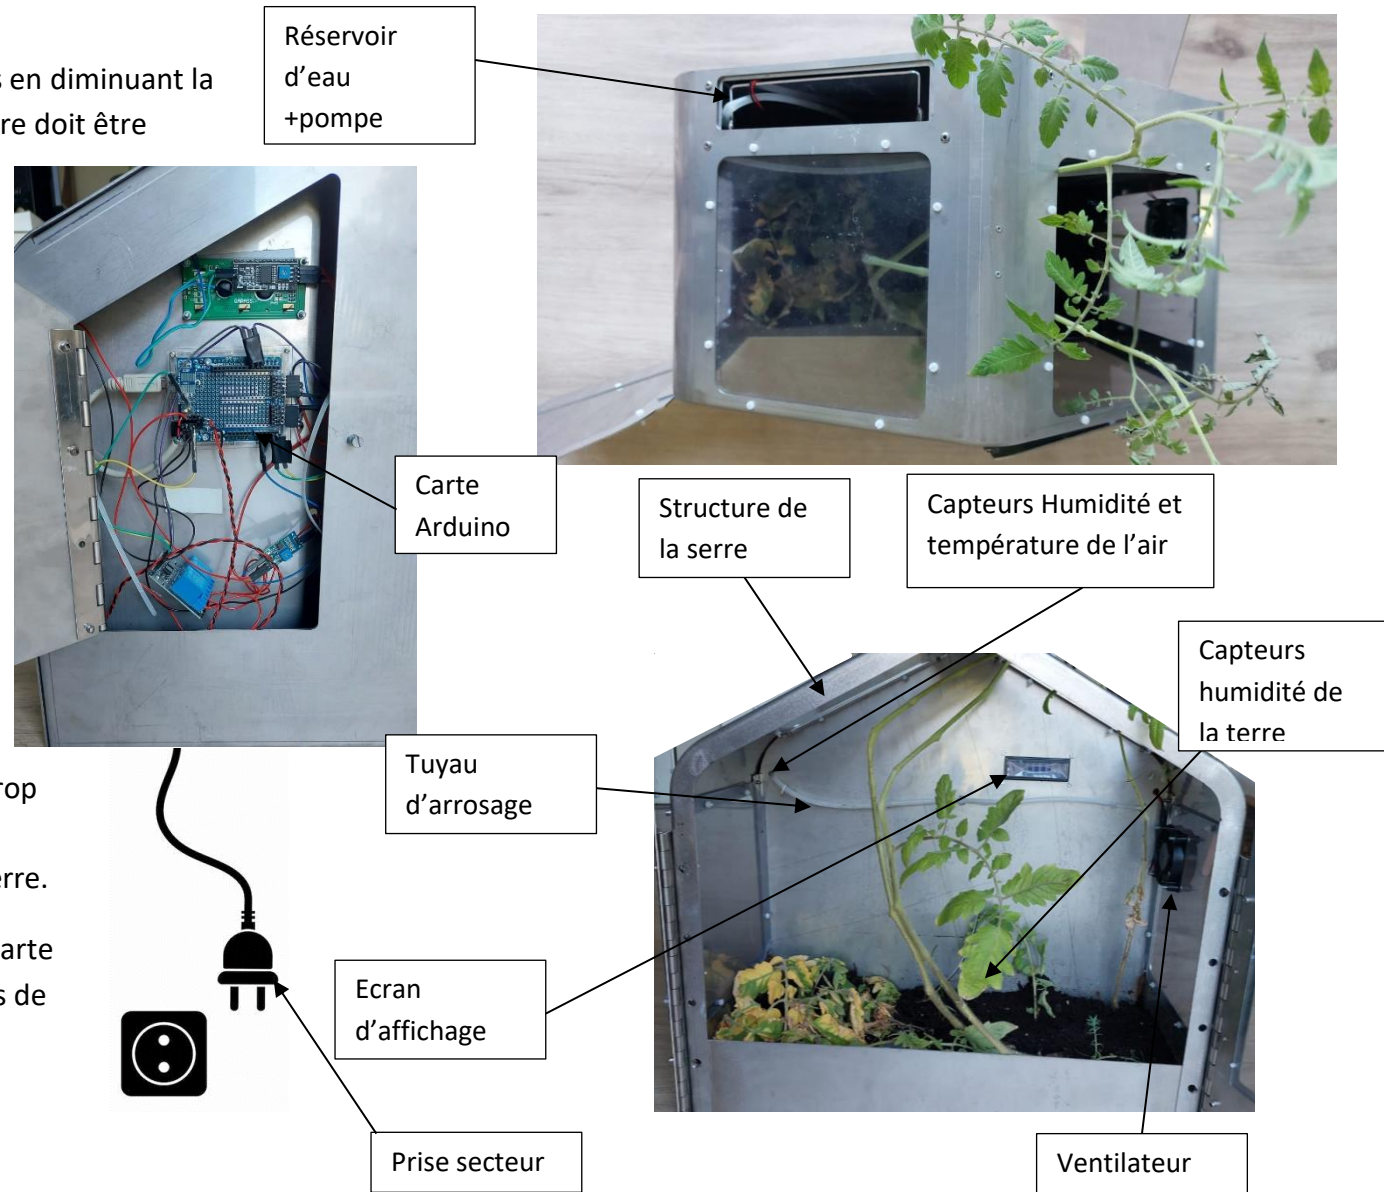 Réservoir
d’eau
+pompe
s en diminuant la
re doit être
Carte
Arduino
Structure de
la serre
Capteurs Humidité et
température de l’air
Capteurs
humidité de
la terre
Tuyau
d’arrosage
rop
erre.
arte
s de
Ecran
d’affichage
Prise secteur
Ventilateur